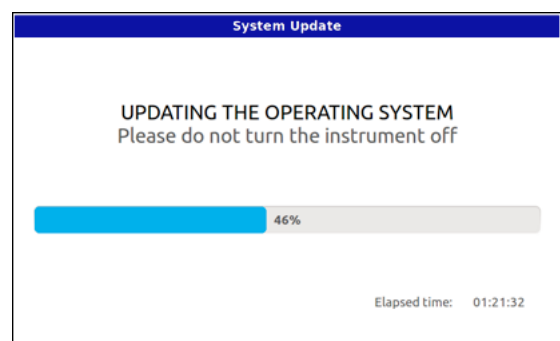 System Update
UPDATING THE OPERATING SYSTEM
Please do not turn the instrument off
46%
Elapsed time: 01:21:32